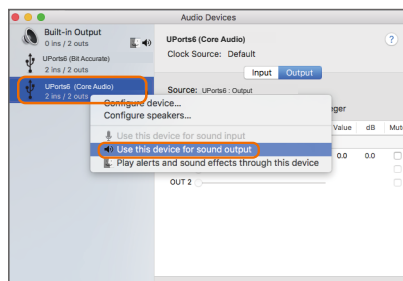 Audio Devices
Built-in Output
0 ins / 2 outs
UPorts6 (Bit Accurate)
2 ins / 2 outs
UPorts6 (Core Audio)
2 ins / 2 outs
UPorts6 (Core Audio)
?
Clock Source: Default
Input Output
Source: UPorts6 : Output
eger
Value dB Mute
0.0 0.0
OUT 2
Configure device...
Configure speakers...
Use this device for sound input
Use this device for sound output
Play alerts and sound effects through this device